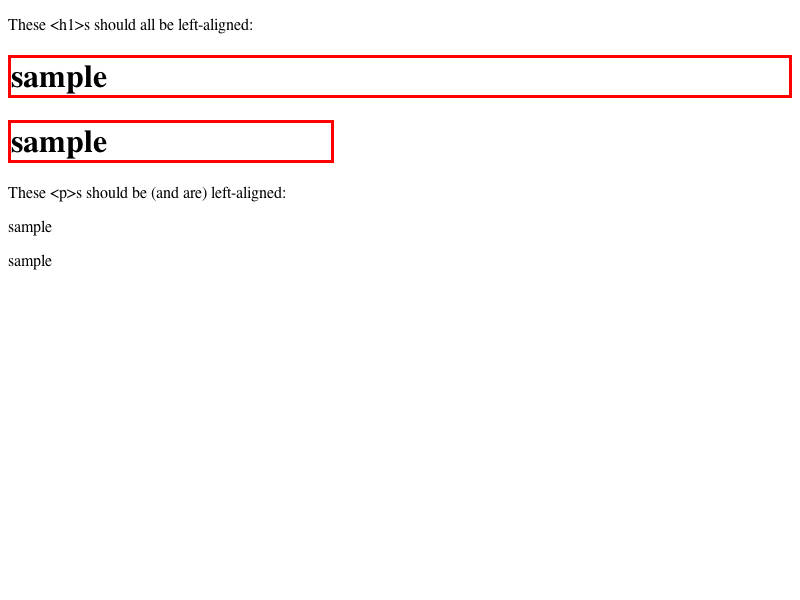 These <h1>s should all be left-aligned:
sample
sample
These <p>s should be (and are) left-aligned:
sample
sample